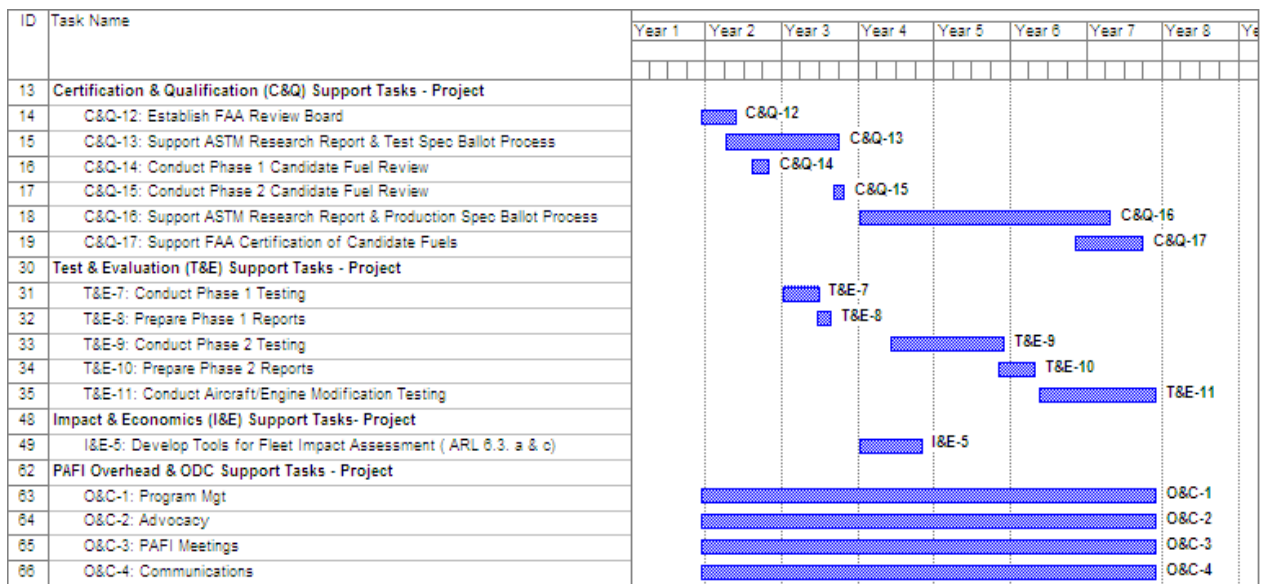 ID Task Name
Year 1 Year 2 Year 3 Year 4 Year 5 Year 6 Year 7 Year 8 Ye
13 Certification & Qualification (C&Q) Support Tasks - Project
14 C&Q-12: Establish FAA Review Board C&Q-12
15 C&Q-13: Support ASTM Research Report & Test Spec Ballot Process C&Q-13
16 C&Q-14: Conduct Phase 1 Candidate Fuel Review C&Q-14
17 C&Q-15: Conduct Phase 2 Candidate Fuel Review C&Q-15
18 C&Q-16: Support ASTM Research Report & Production Spec Ballot Process C&Q-16
19 C&Q-17: Support FAA Certification of Candidate Fuels C&Q-17
30 Test & Evaluation (T&E) Support Tasks - Project
31 T&E-7: Conduct Phase 1 Testing T&E-7
32 T&E-8: Prepare Phase 1 Reports T&E-8
33 T&E-9: Conduct Phase 2 Testing T&E-9
34 T&E-10: Prepare Phase 2 Reports T&E-10
35 T&E-11: Conduct Aircraft/Engine Modification Testing T&E-11
48 Impact & Economics (I&E) Support Tasks- Project
49 I&E-5: Develop Tools for Fleet Impact Assessment ( ARL 6.3. a & c) I&E-5
62 PAFI Overhead & ODC Support Tasks - Project
63 O&C-1: Program Mgt O&C-1
64 O&C-2: Advocacy O&C-2
65 O&C-3: PAFI Meetings O&C-3
66 O&C-4: Communications O&C-4